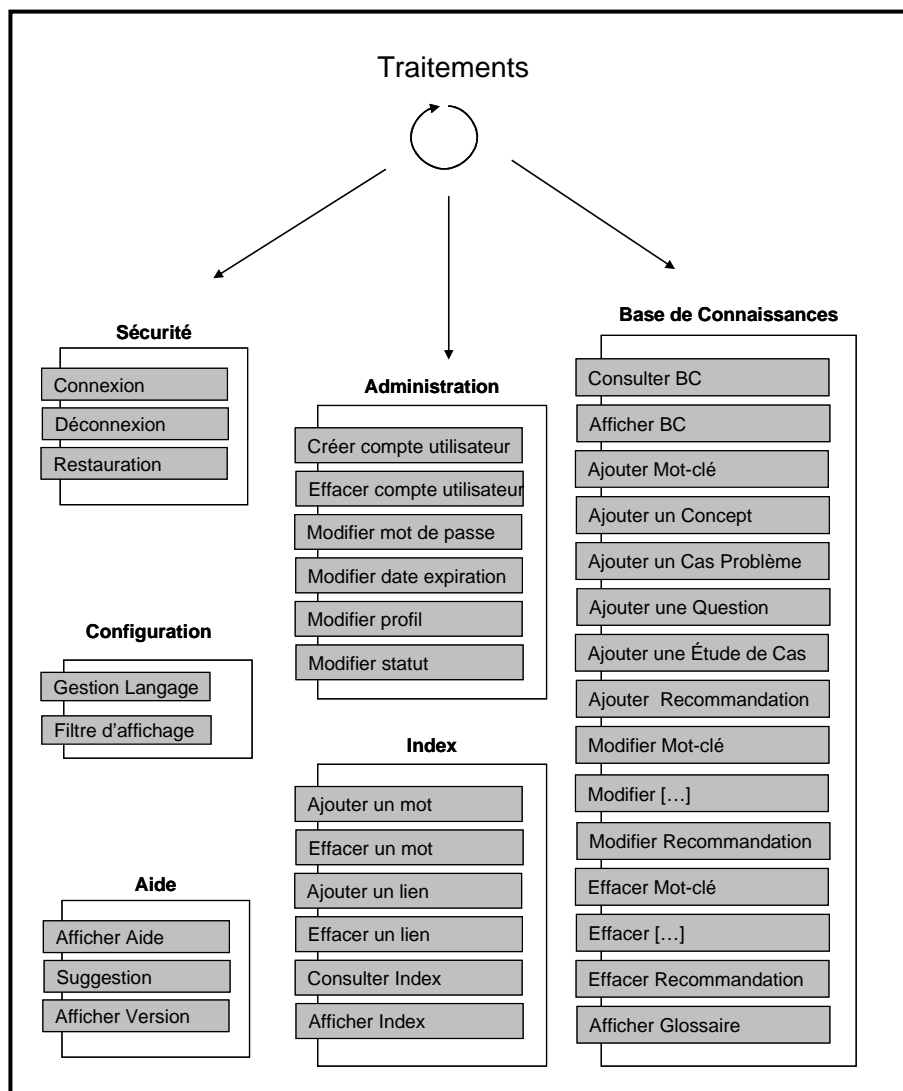 Traitements
Sécurité
Connexion
Déconnexion
Restauration
Configuration
Gestion Langage
Filtre d'affichage
Aide
Afficher Aide
Suggestion
Afficher Version
Administration
Créer compte utilisateur
Effacer compte utilisateur
Modifier mot de passe
Modifier date expiration
Modifier profil
Modifier statut
Index
Ajouter un mot
Effacer un mot
Ajouter un lien
Effacer un lien
Consulter Index
Afficher Index
Base de Connaissances
Consulter BC
Afficher BC
Ajouter Mot-clé
Ajouter un Concept
Ajouter un Cas Problème
Ajouter une Question
Ajouter une Étude de Cas
Ajouter  Recommandation
Modifier Mot-clé
Modifier […]
Modifier Recommandation
Effacer Mot-clé
Effacer […]
Effacer Recommandation
Afficher Glossaire